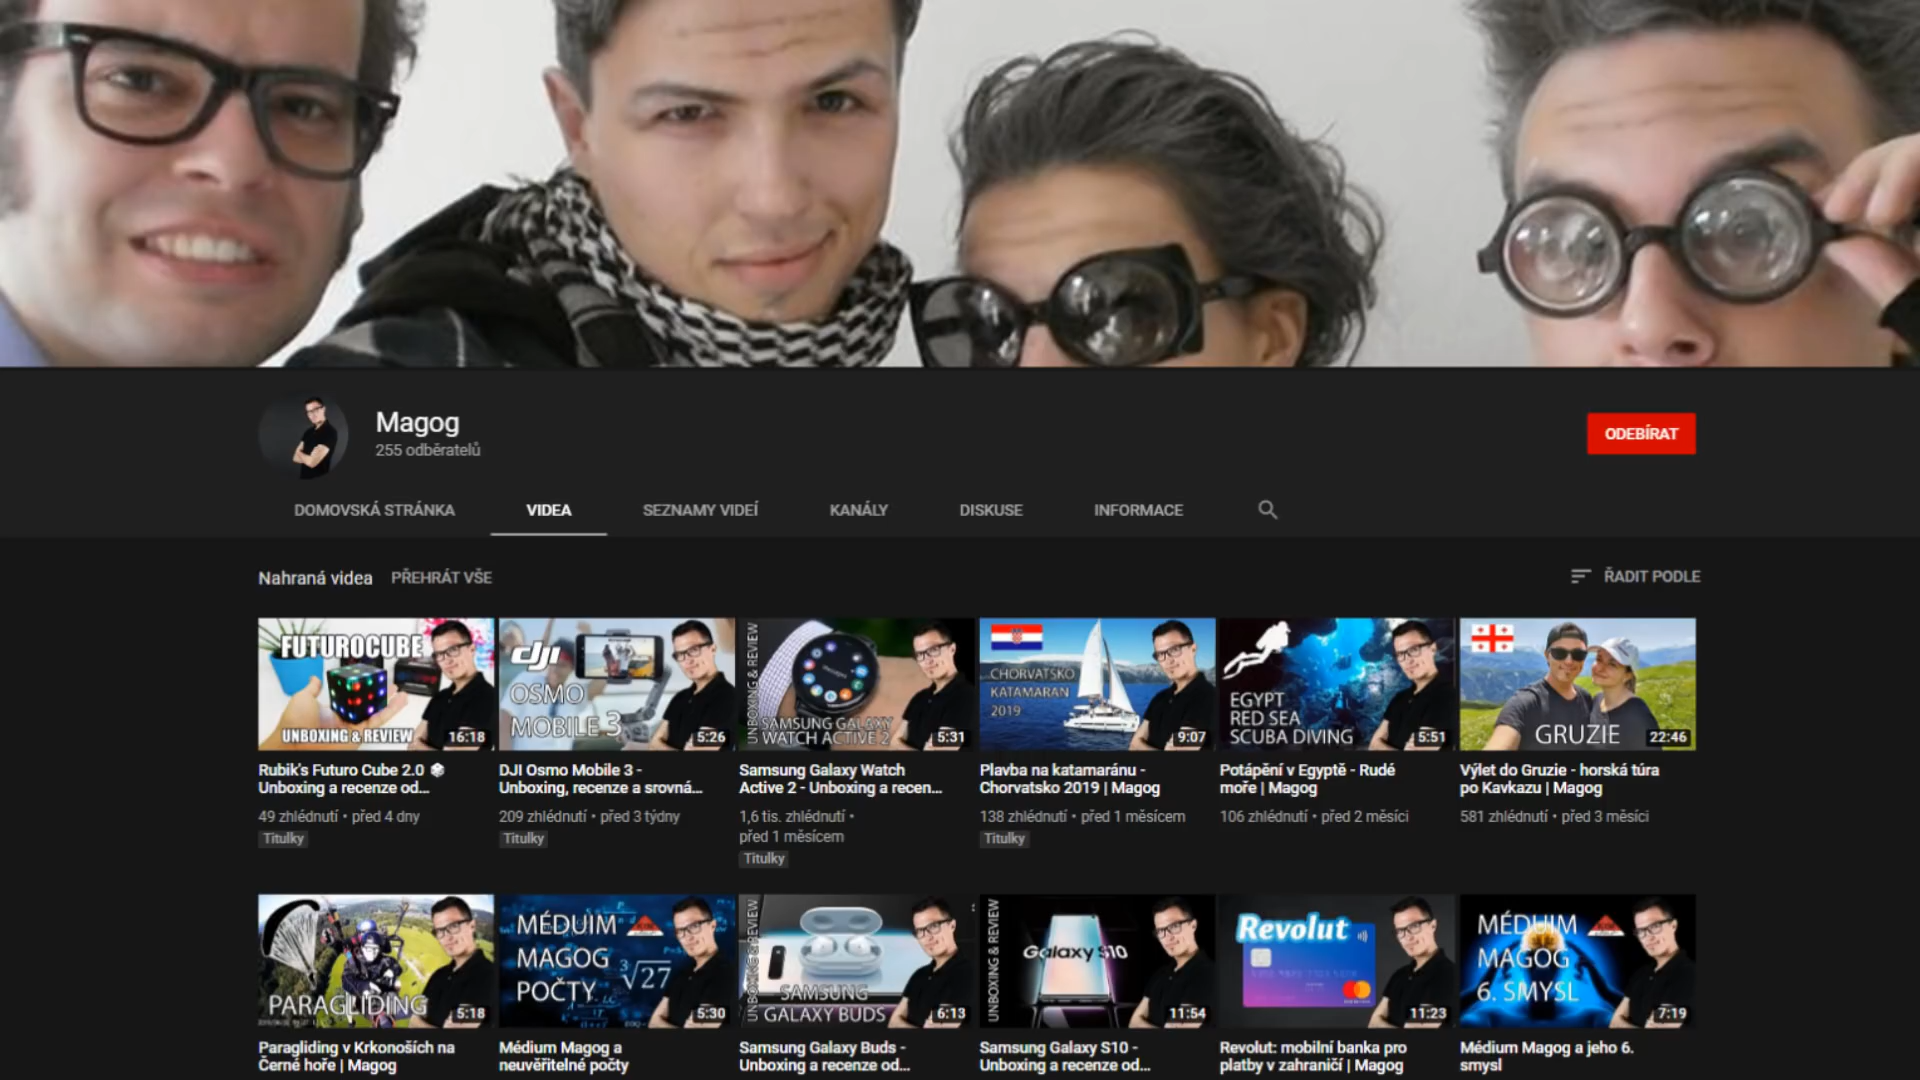 Magog
255 odběratelů
ODEBÍRAT
DOMOVSKÁ STRÁNKA
VIDEA
SEZNAMY VIDEÍ
KANÁLY
DISKUSE
INFORMACE
Nahraná videa
PŘEHRÁT VŠE
ŘADIT PODLE
FUTUROCUBE
UNBOXING & REVIEW
16:18
dji
OSMO
MOBILE 3
5:26
UNBOXING & REVIEW
SAMSUNG GALAXY
WATCH ACTIVE 2
5:31
CHORVATSKO
KATAMARAN
2019
9:07
EGYPT
RED SEA
SCUBA DIVING
5:51
GRUZIE
22:46
Rubik's Futuro Cube 2.0
Unboxing a recenze od...
49 zhlédnutí • před 4 dny
Titulky
DJI Osmo Mobile 3 -
Unboxing, recenze a srovná...
209 zhlédnutí • před 3 týdny
Titulky
Samsung Galaxy Watch
Active 2 - Unboxing a recen...
1,6 tis. zhlédnutí •
před 1 měsícem
Titulky
Plavba na katamaránu -
Chorvatsko 2019 | Magog
138 zhlédnutí • před 1 měsícem
Titulky
Potápění v Egyptě - Rudé
moře | Magog
106 zhlédnutí • před 2 měsíci
Výlet do Gruzie - horská túra
po Kavkazu | Magog
581 zhlédnutí • před 3 měsíci
PARAGLIDING
5:18
MÉDUIM
MAGOG
POČTY
3√27
5:30
UNBOXING & REVIEW
SAMSUNG
GALAXY BUDS
6:13
UNBOXING & REVIEW
Galaxy S10
11:54
Revolut
11:23
MÉDUIM
MAGOG
6. SMYSL
7:19
Paragliding v Krkonoších na
Černé hoře | Magog
Médium Magog a
neuvěřitelné počty
Samsung Galaxy Buds -
Unboxing a recenze od...
Samsung Galaxy S10 -
Unboxing a recenze od...
Revolut: mobilní banka pro
platby v zahraničí | Magog
Médium Magog a jeho 6.
smysl